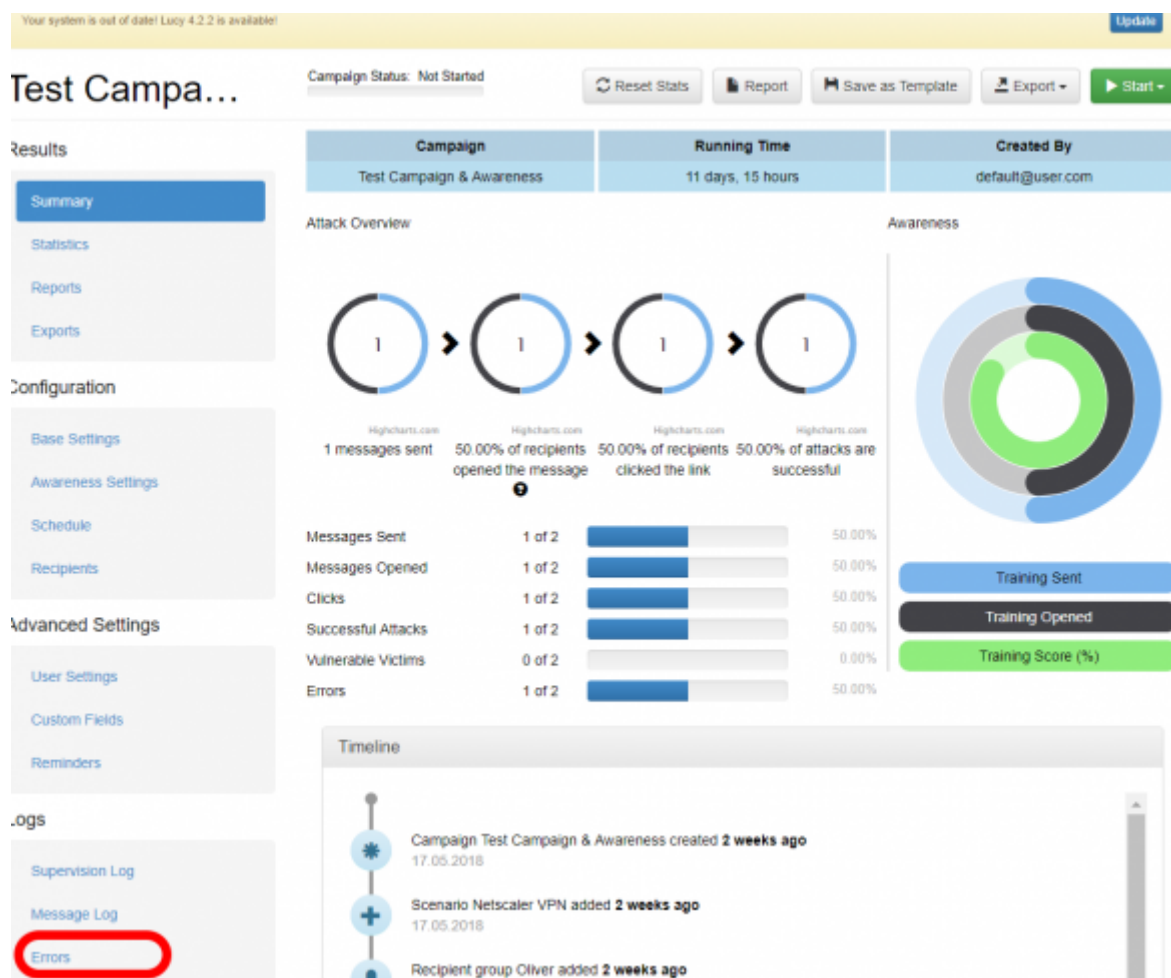 Your system is out of date! Lucy 4.2.2 is available!
Update
Test Campa...
Campaign Status: Not Started
Reset Stats
Report
Save as Template
Export
Start
Results
Summary
Statistics
Reports
Exports
Configuration
Base Settings
Awareness Settings
Schedule
Recipients
Advanced Settings
User Settings
Custom Fields
Reminders
Logs
Supervision Log
Message Log
Errors
Campaign Running Time Created By
Test Campaign & Awareness 11 days, 15 hours default@user.com
Attack Overview
1 1 1 1
Highcharts.com Highcharts.com Highcharts.com Highcharts.com
1 messages sent
50.00% of recipients
opened the message
?
50.00% of recipients
clicked the link
50.00% of attacks are
successful
Messages Sent 1 of 2 50.00%
Messages Opened 1 of 2 50.00%
Clicks 1 of 2 50.00%
Successful Attacks 1 of 2 50.00%
Vulnerable Victims 0 of 2 0.00%
Errors 1 of 2 50.00%
Awareness
Training Sent
Training Opened
Training Score (%)
Timeline
Campaign Test Campaign & Awareness created 2 weeks ago
17.05.2018
Scenario Netscaler VPN added 2 weeks ago
17.05.2018
Recipient group Oliver added 2 weeks ago